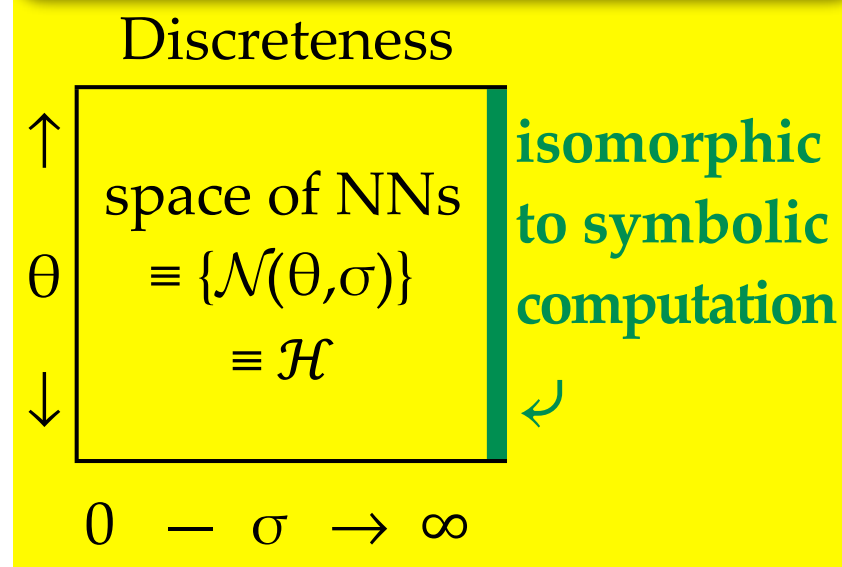 Discreteness
↑
θ
↓
space of NNs
≡ {𝒩(θ,σ)}
≡ ℋ
isomorphic
to symbolic
computation
⤶
0 — σ → ∞